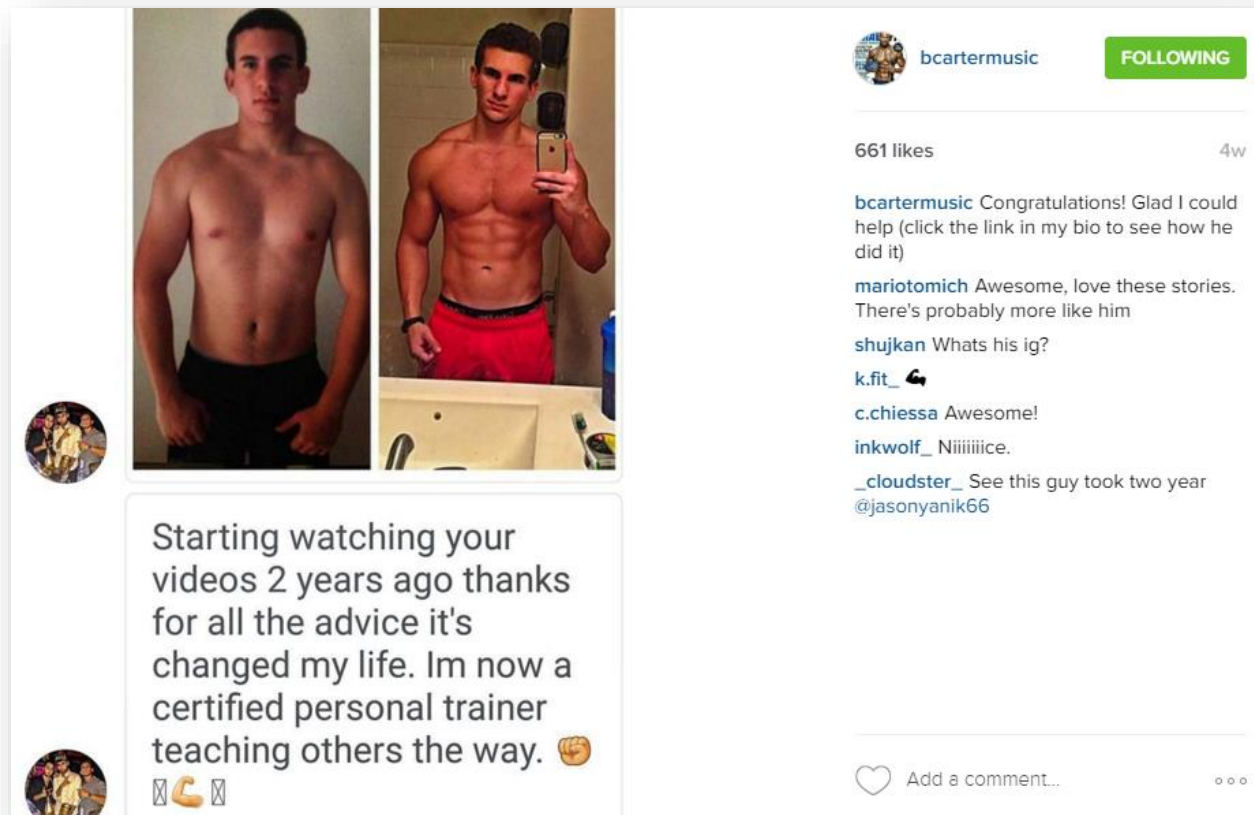 Starting watching your
videos 2 years ago thanks
for all the advice it's
changed my life. Im now a
certified personal trainer
teaching others the way. ✊
💪
bcartermusic
FOLLOWING
661 likes
4w
bcartermusic Congratulations! Glad I could
help (click the link in my bio to see how he
did it)
mariotomich Awesome, love these stories.
There's probably more like him
shujkan Whats his ig?
k.fit_ 💪
c.chiessa Awesome!
inkwolf_ Niiiiiiice.
_cloudster_ See this guy took two year
@jasonyanik66
Add a comment...